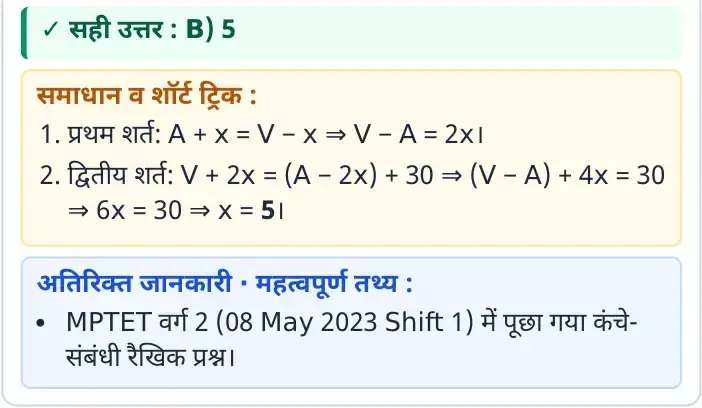 ✓ सही उत्तर : B) 5
समाधान व शॉर्ट ट्रिक :
1. प्रथम शर्त: A + x = V − x ⇒ V − A = 2x।
2. द्वितीय शर्त: V + 2x = (A − 2x) + 30 ⇒ (V − A) + 4x = 30
⇒ 6x = 30 ⇒ x = 5।
अतिरिक्त जानकारी · महत्वपूर्ण तथ्य :
• MPTET वर्ग 2 (08 May 2023 Shift 1) में पूछा गया कंचे-
संबंधी रैखिक प्रश्न।